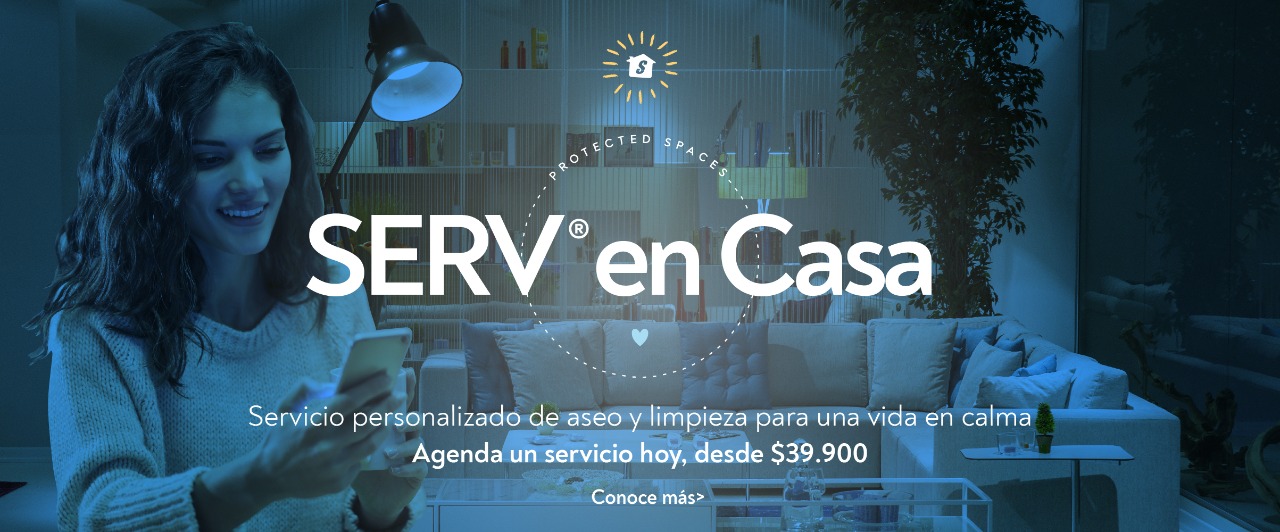 S
PROTECTED SPACES
SERV® en Casa
Servicio personalizado de aseo y limpieza para una vida en calma
Agenda un servicio hoy, desde $39.900
Conoce más>